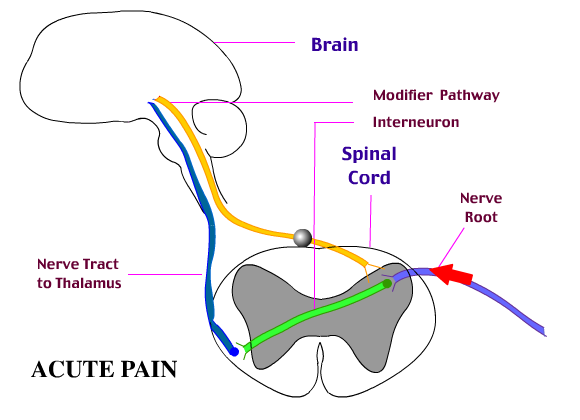 Brain
Modifier Pathway
Interneuron
Spinal
Cord
Nerve
Root
Nerve Tract
to Thalamus
ACUTE PAIN